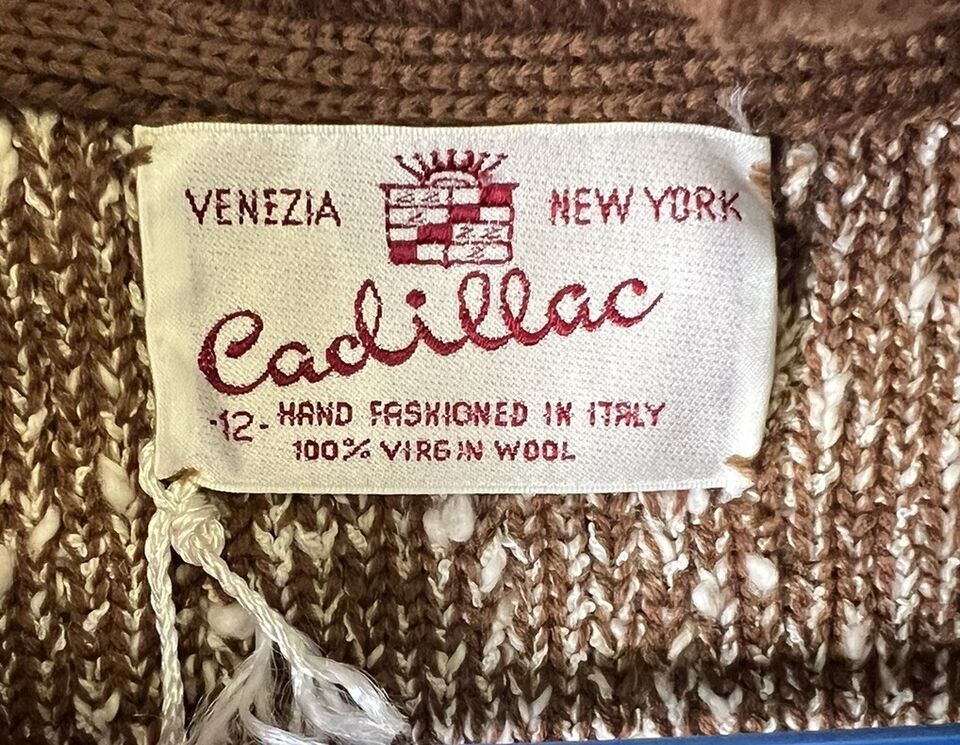 VENEZIA NEW YORK
Cadillac
-12- HAND FASHIONED IN ITALY
100% VIRGIN WOOL